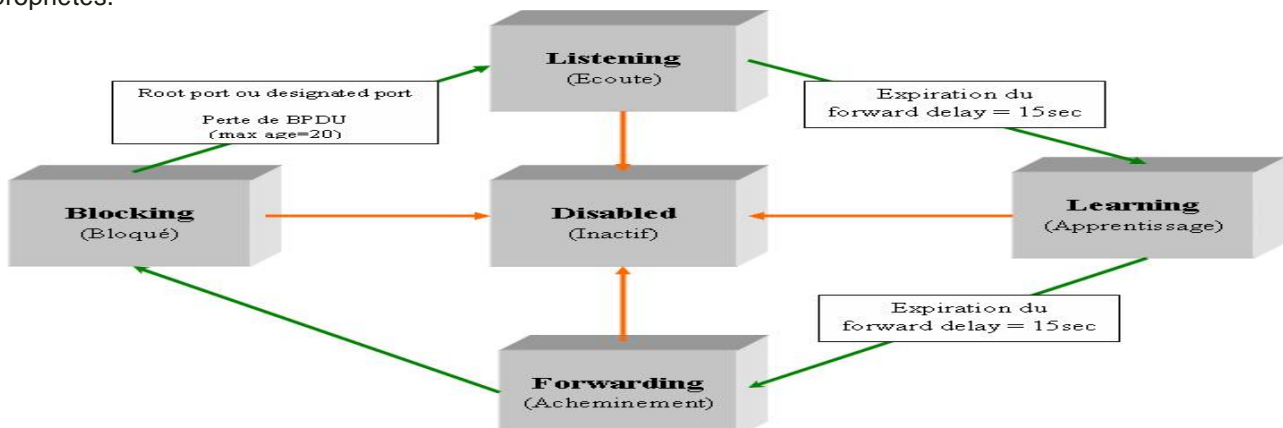 propriétés.
Listening
(Ecoute)
Root port ou designated port
Perte de BPDU
(max age=20)
Expiration du
forward delay = 15sec
Blocking
(Bloqué)
Disabled
(Inactif)
Learning
(Apprentissage)
Expiration du
forward delay = 15sec
Forwarding
(Acheminement)